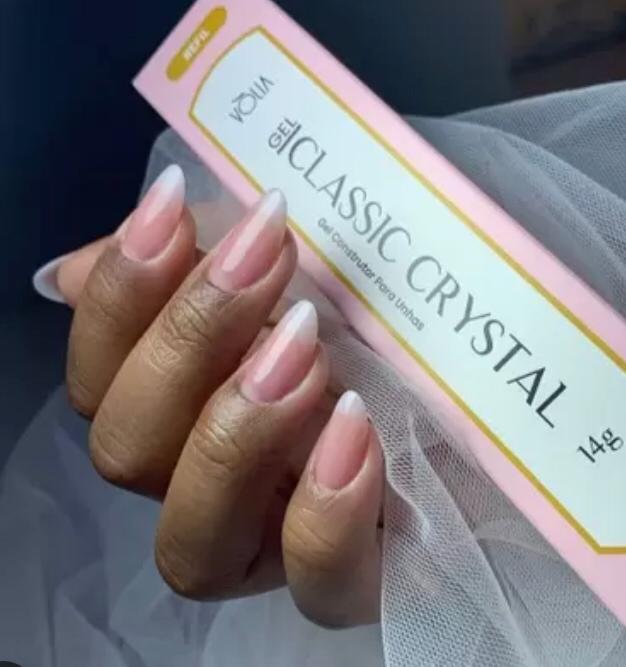 REFIL
VÓLIA
GEL CLASSIC CRYSTAL
Gel Construtor Para Unhas
14g